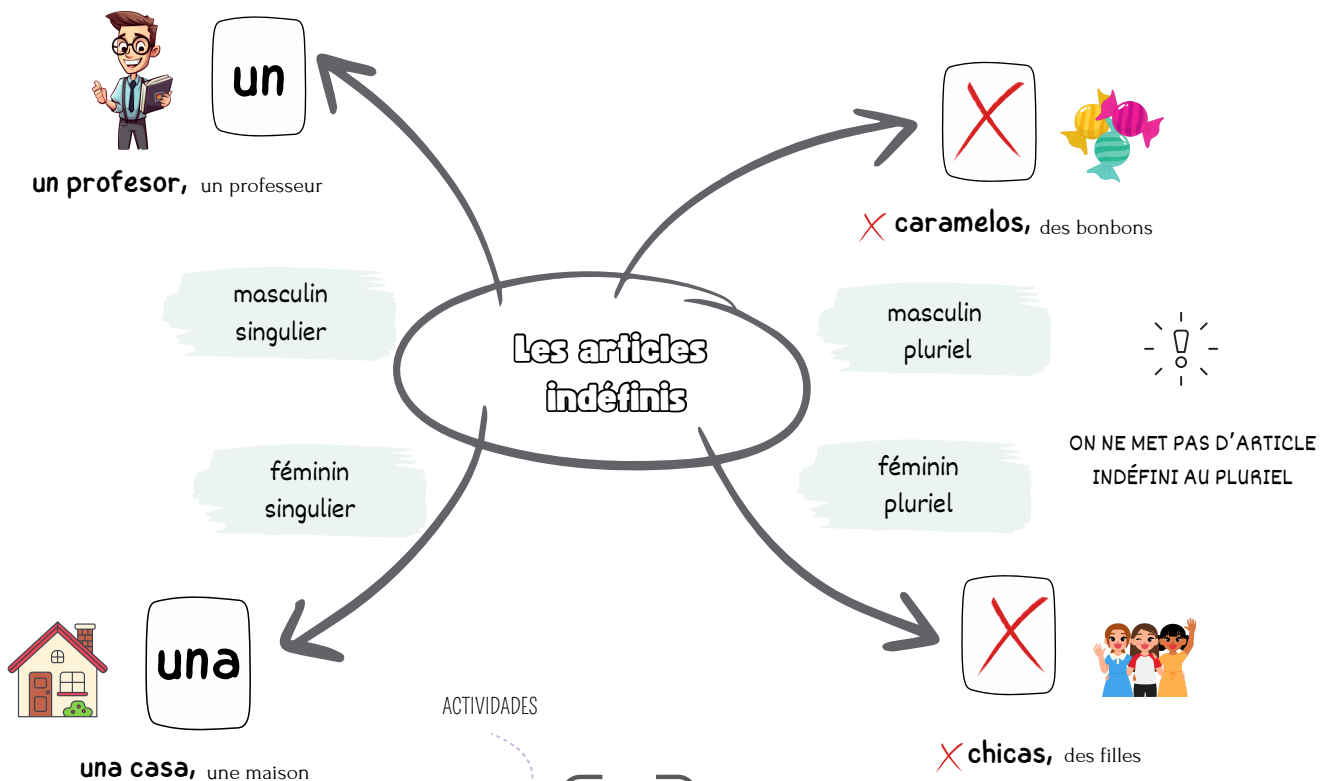 un
un profesor, un professeur
caramelos, des bonbons
masculin
singulier
masculin
pluriel
Les articles
indéfinis
ON NE MET PAS D'ARTICLE
INDÉFINI AU PLURIEL
féminin
singulier
féminin
pluriel
una
una casa, une maison
ACTIVIDADES
chicas, des filles